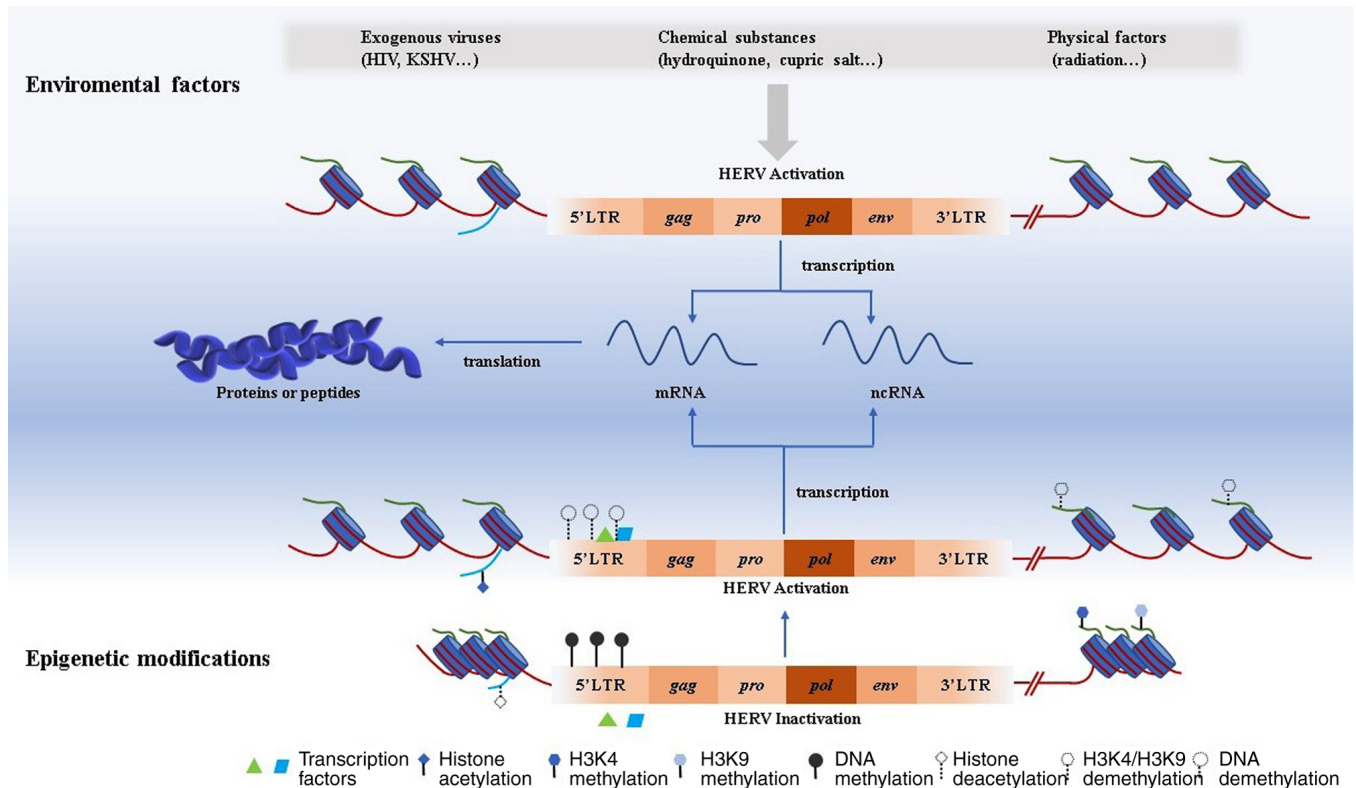 Exogenous viruses
(HIV, KSHV...)
Chemical substances
(hydroquinone, cupric salt...)
Physical factors
(radiation...)
Enviromental factors
HERV Activation
5'LTR gag pro pol env 3'LTR
transcription
translation
Proteins or peptides
mRNA
ncRNA
transcription
5'LTR gag pro pol env 3'LTR
HERV Activation
Epigenetic modifications
5'LTR gag pro pol env 3'LTR
HERV Inactivation
Transcription
factors
Histone
acetylation
H3K4
methylation
H3K9
methylation
DNA
methylation
Histone
deacetylation
H3K4/H3K9
demethylation
DNA
demethylation